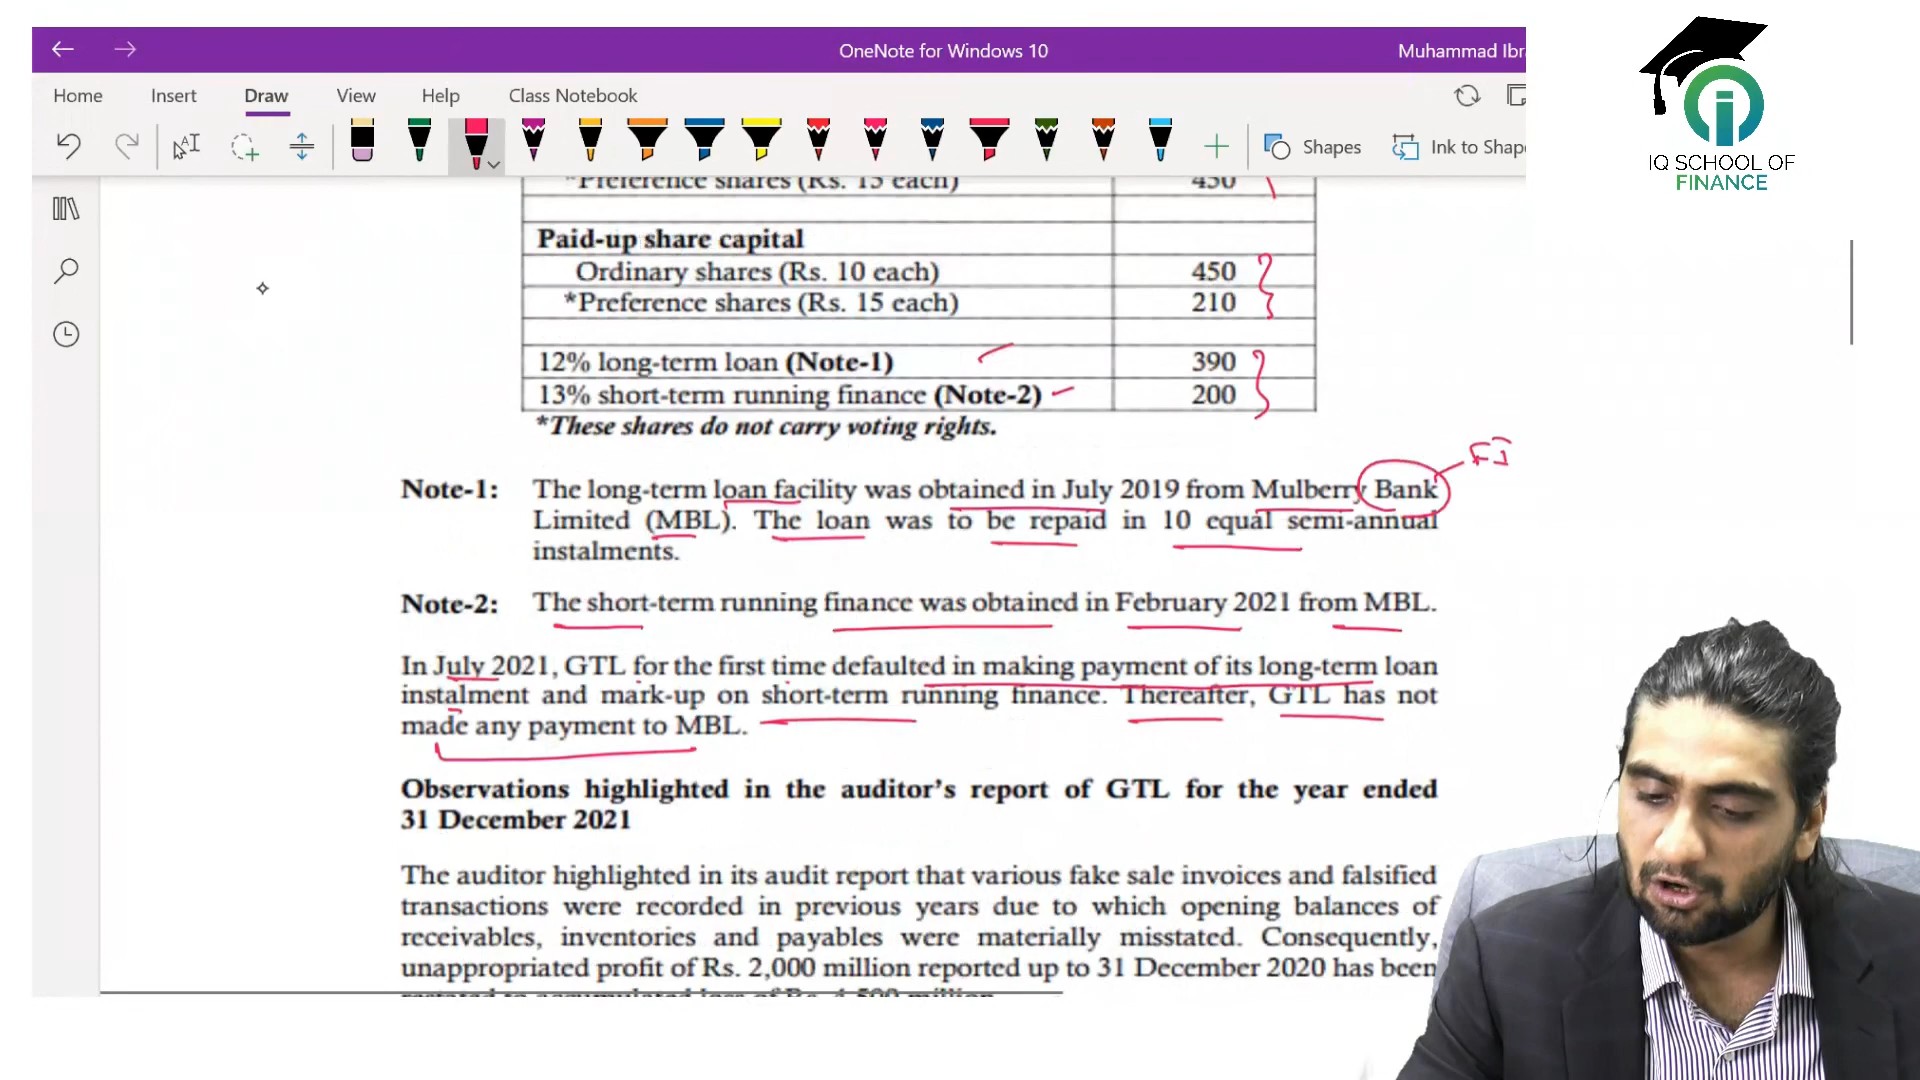 OneNote for Windows 10
Muhammad Ibr
Home Insert Draw View Help Class Notebook
Shapes
Ink to Shap
IQ SCHOOL OF
FINANCE
*Preference shares (Rs. 15 each) 450
Paid-up share capital
Ordinary shares (Rs. 10 each) 450
*Preference shares (Rs. 15 each) 210
12% long-term loan (Note-1) 390
13% short-term running finance (Note-2) 200
*These shares do not carry voting rights.
Note-1: The long-term loan facility was obtained in July 2019 from Mulberry Bank
Limited (MBL). The loan was to be repaid in 10 equal semi-annual
instalments.
Note-2: The short-term running finance was obtained in February 2021 from MBL.
In July 2021, GTL for the first time defaulted in making payment of its long-term loan
instalment and mark-up on short-term running finance. Thereafter, GTL has not
made any payment to MBL.
Observations highlighted in the auditor's report of GTL for the year ended
31 December 2021
The auditor highlighted in its audit report that various fake sale invoices and falsified
transactions were recorded in previous years due to which opening balances of
receivables, inventories and payables were materially misstated. Consequently,
unappropriated profit of Rs. 2,000 million reported up to 31 December 2020 has been